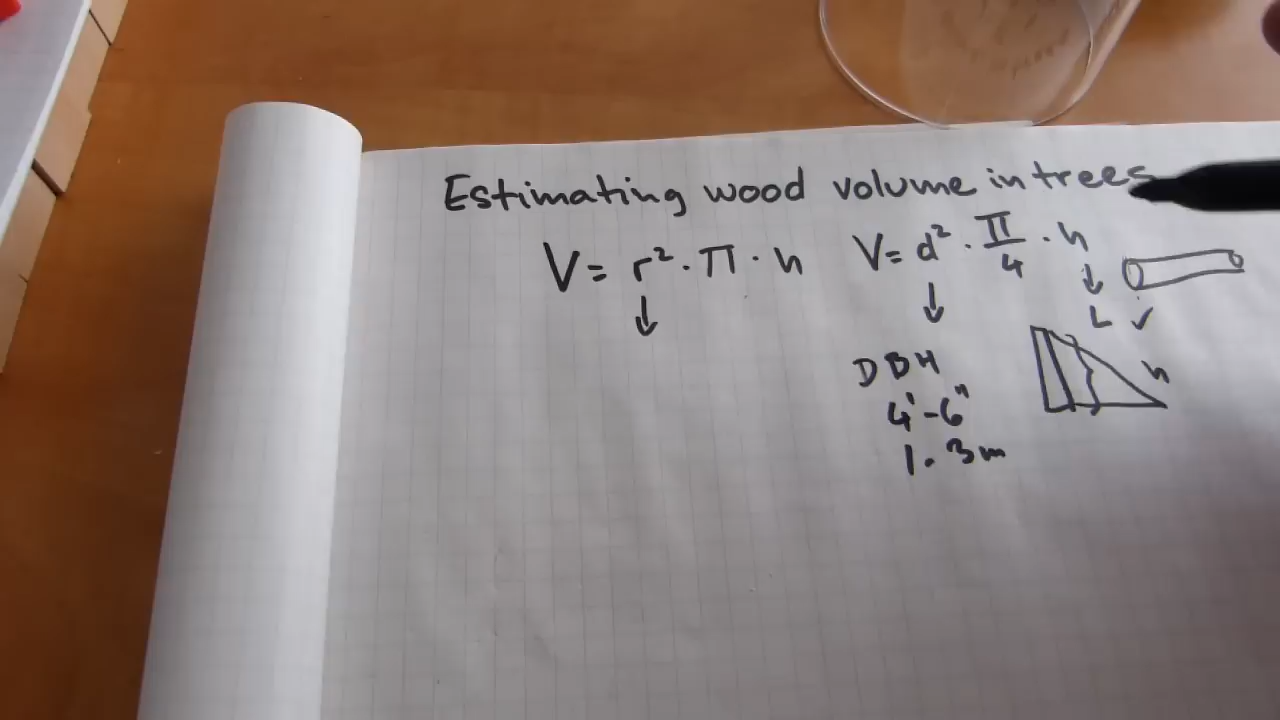 Estimating wood volume in trees
V = r² · π · h V = d² · π/4 · h
L ✓
DBH h
4'-6"
1.3m